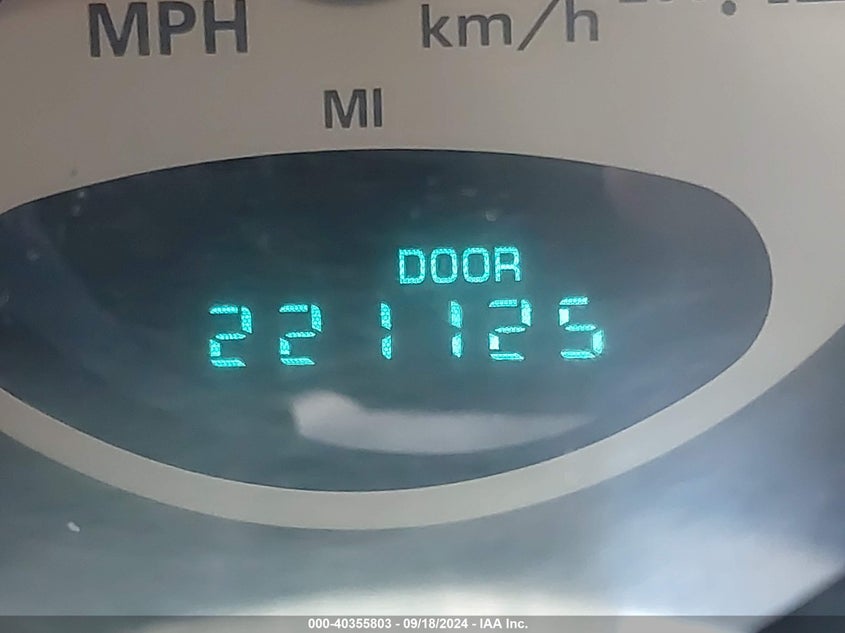 MPH km/h
MI
DOOR
221125
000-40355803 - 09/18/2024 - IAA Inc.